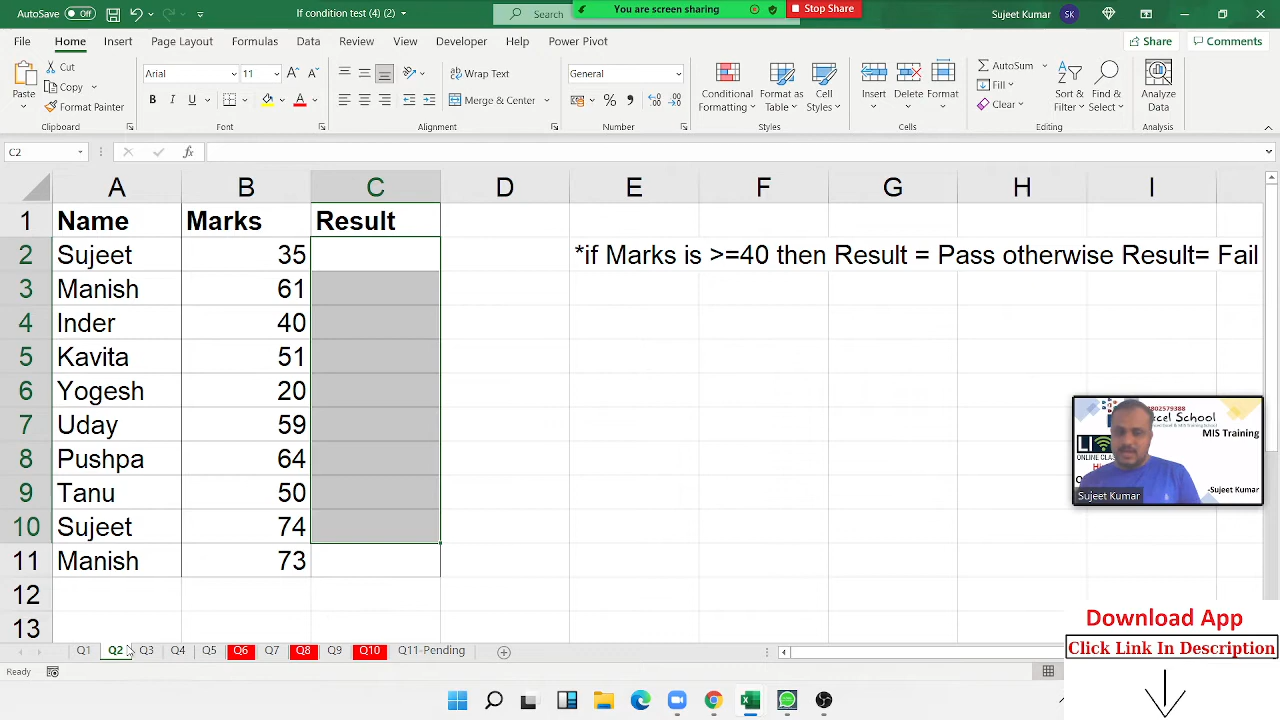 AutoSave Off If condition test (4) (2) Search You are screen sharing Stop Share Sujeet Kumar SK
File Home Insert Page Layout Formulas Data Review View Developer Help Power Pivot Share Comments
Paste Cut Copy Format Painter Clipboard
Arial 11 B I U Font
Wrap Text Merge & Center Alignment
General Number
Conditional Formatting Format as Table Cell Styles Styles
Insert Delete Format Cells
AutoSum Fill Clear Sort & Filter Find & Select Editing
Analyze Data Analysis
C2 fx
A B C D E F G H I
1 Name Marks Result
2 Sujeet 35 *if Marks is >=40 then Result = Pass otherwise Result= Fail
3 Manish 61
4 Inder 40
5 Kavita 51
6 Yogesh 20
7 Uday 59
8 Pushpa 64
9 Tanu 50
10 Sujeet 74
11 Manish 73
12
13
MIS Training
ONLINE CLASS
-Sujeet Kumar
Sujeet Kumar
Download App
Click Link In Description
Q1 Q2 Q3 Q4 Q5 Q6 Q7 Q8 Q9 Q10 Q11-Pending
Ready